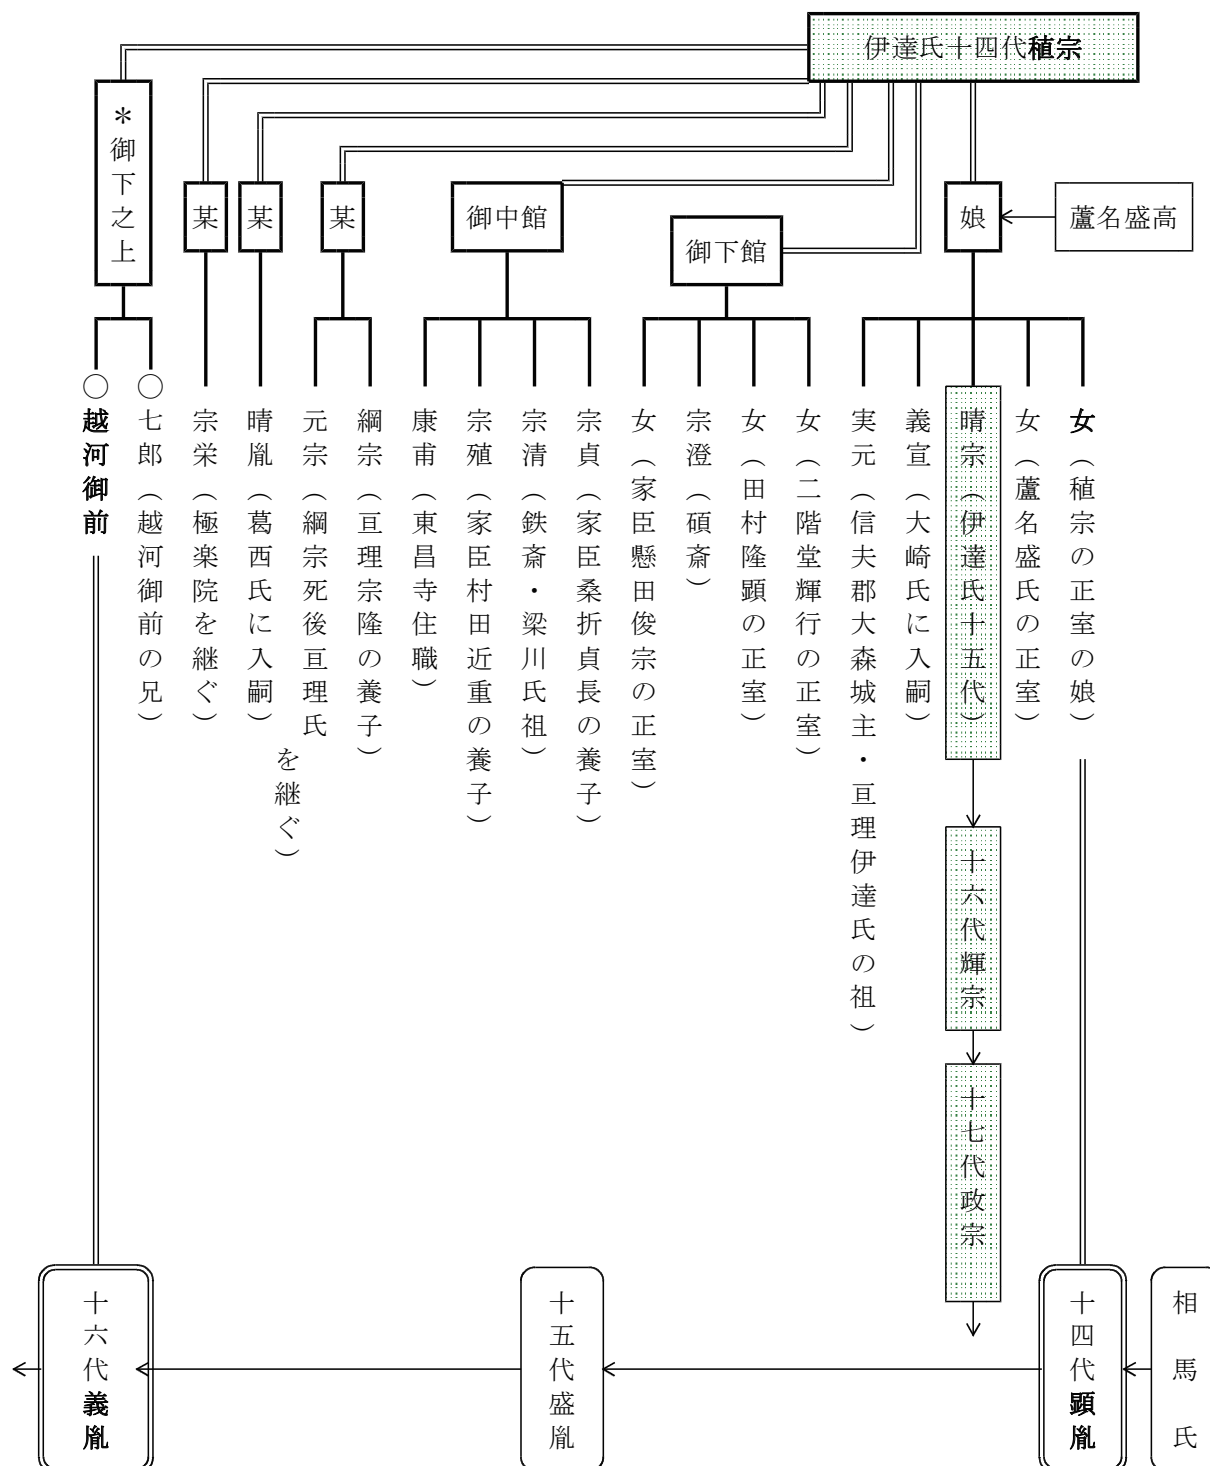 伊達氏十四代稙宗
蘆名盛高
娘
御下館
御中館
某
某
某
＊御下之上
女（稙宗の正室の娘）
女（蘆名盛氏の正室）
晴宗（伊達氏十五代）
義宣（大崎氏に入嗣）
実元（信夫郡大森城主・亘理伊達氏の祖）
女（二階堂輝行の正室）
女（田村隆顕の正室）
宗澄（碩斎）
女（家臣懸田俊宗の正室）
宗貞（家臣桑折貞長の養子）
宗清（鉄斎・梁川氏祖）
宗殖（家臣村田近重の養子）
康甫（東昌寺住職）
綱宗（亘理宗隆の養子）
元宗（綱宗死後亘理氏
を継ぐ）
晴胤（葛西氏に入嗣）
宗栄（極楽院を継ぐ）
○七郎（越河御前の兄）
○越河御前
十六代輝宗
十七代政宗
相馬氏
十四代顕胤
十五代盛胤
十六代義胤